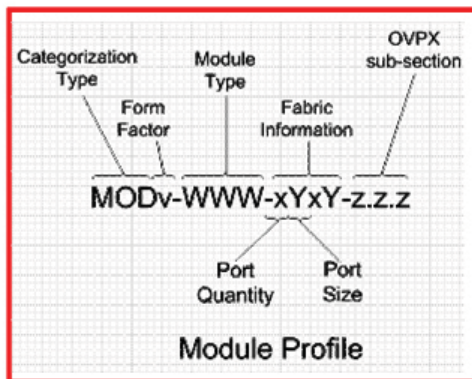 OVPX
sub-section
Categorization
Type
Module
Type
Form
Factor
Fabric
Information
MODv-WWW-xYxY-z.z.z
Port
Quantity
Port
Size
Module Profile